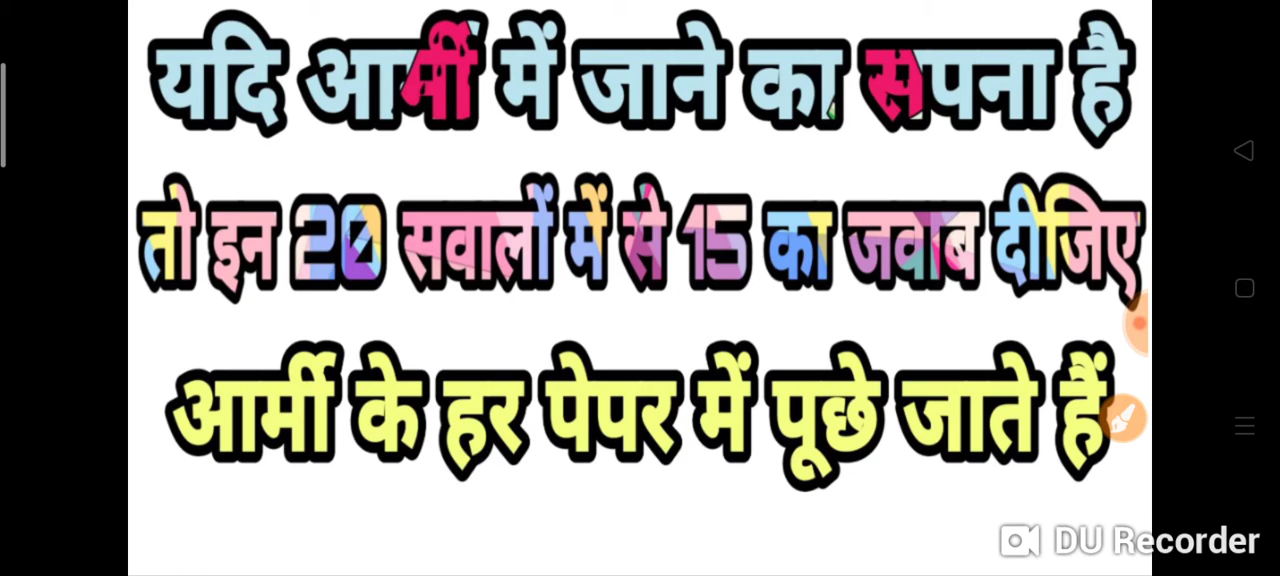 यदि आर्मी में जाने का सपना है
तो इन 20 सवालों में से 15 का जवाब दीजिए
आर्मी के हर पेपर में पूछे जाते हैं
DU Recorder